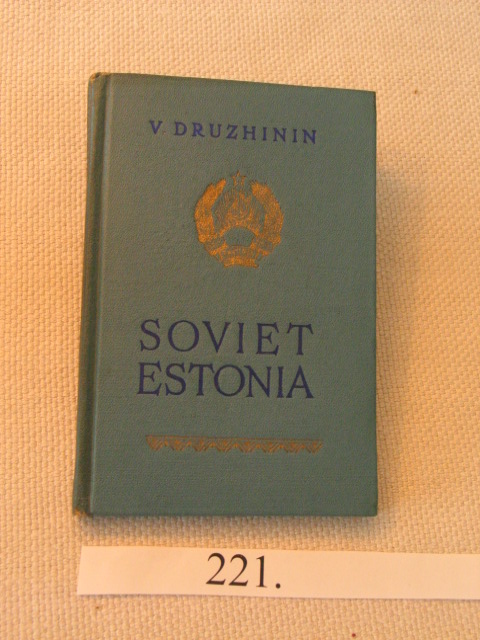 V. DRUZHININ
SOVIET
ESTONIA
221.